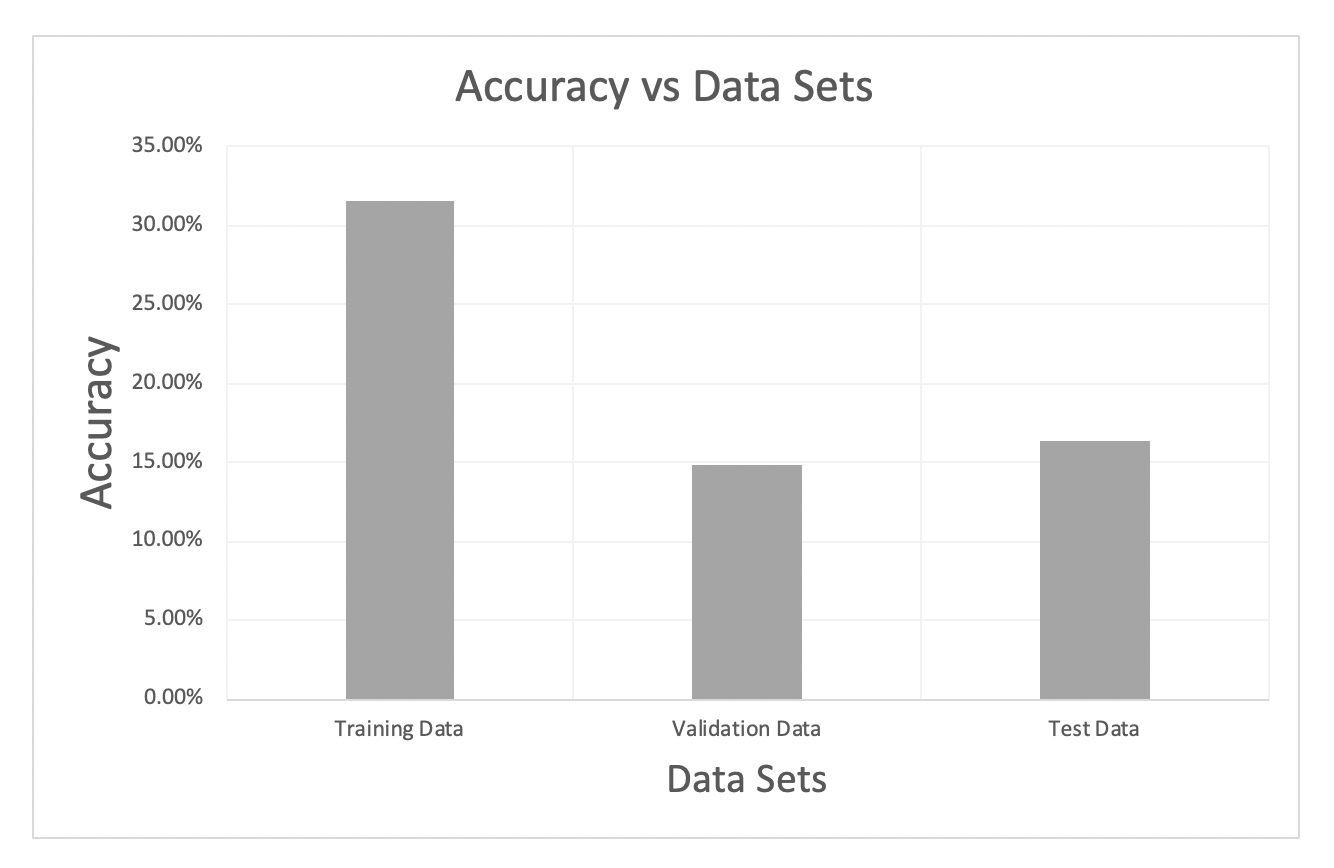 Accuracy vs Data Sets
35.00%
30.00%
25.00%
20.00%
15.00%
10.00%
5.00%
0.00%
Accuracy
Training Data
Validation Data
Test Data
Data Sets